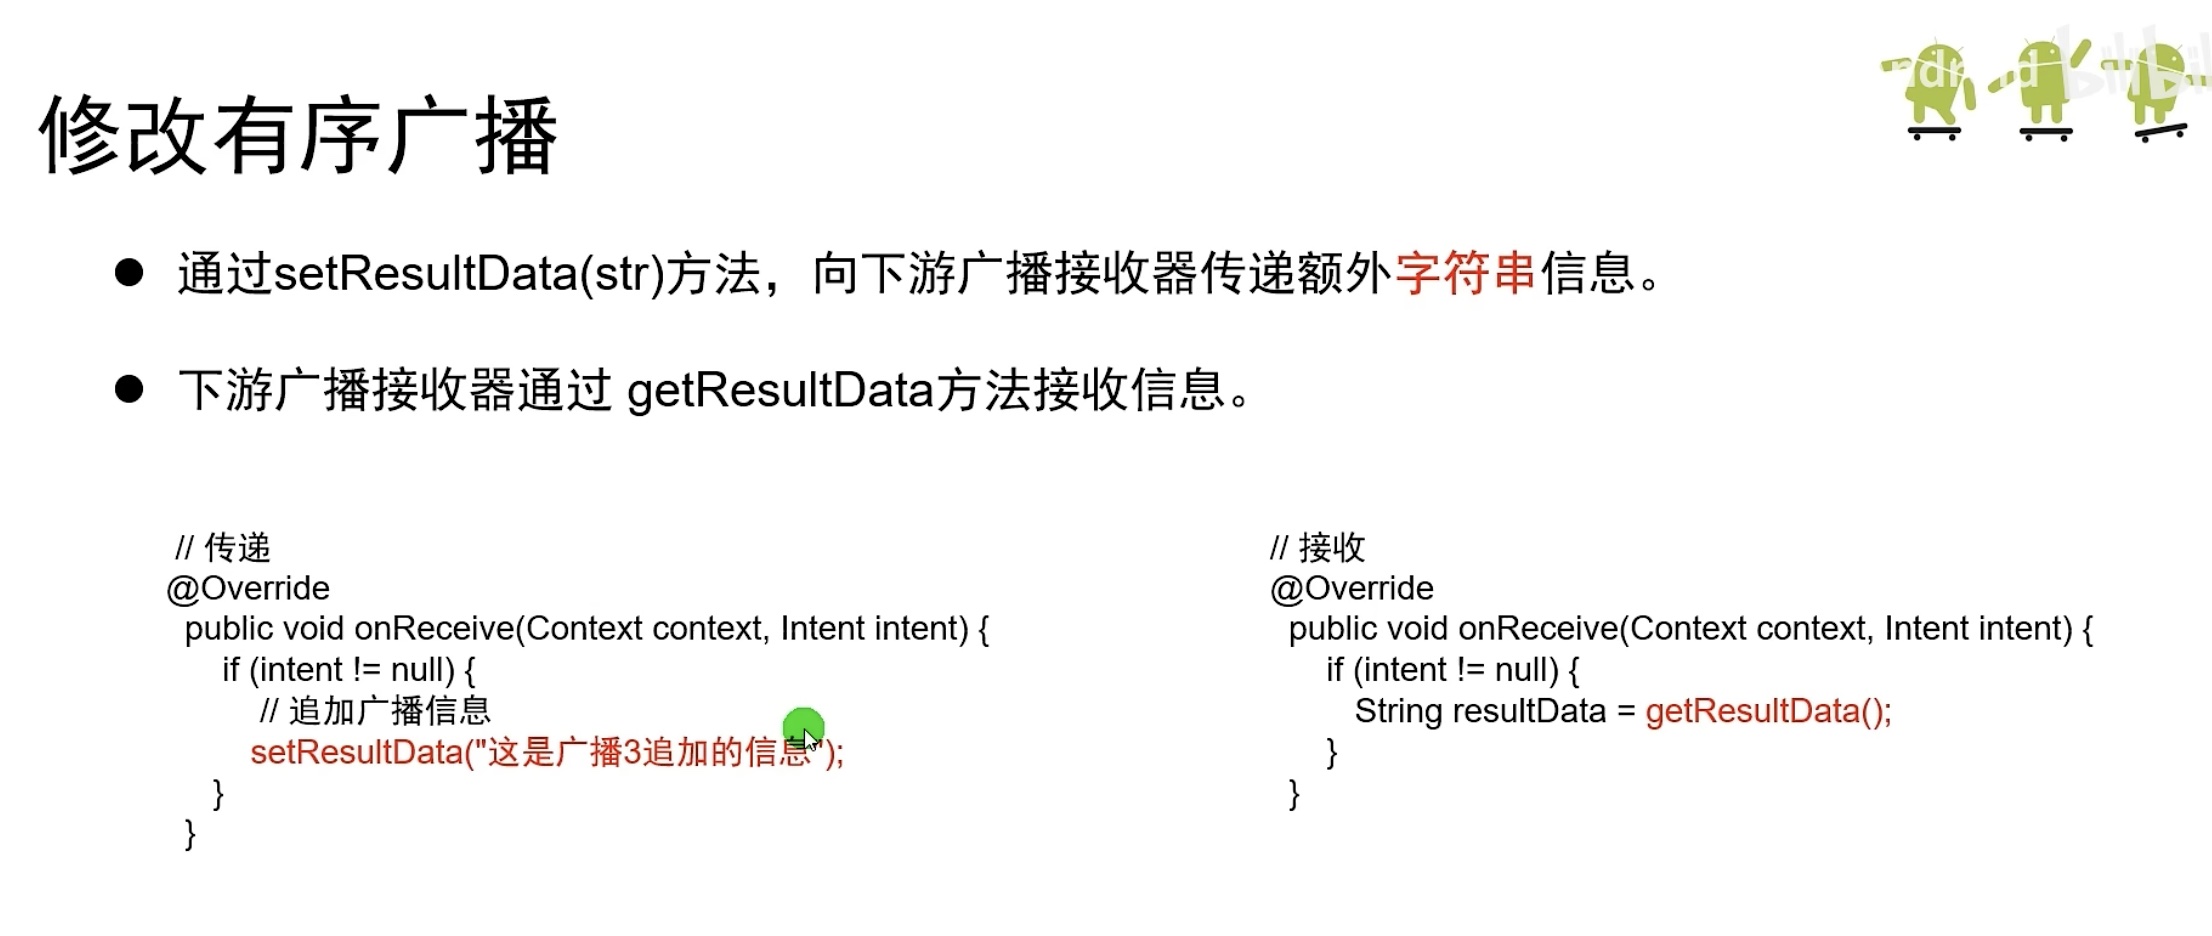 修改有序广播
● 通过setResultData(str)方法，向下游广播接收器传递额外字符串信息。
● 下游广播接收器通过 getResultData方法接收信息。
// 传递
@Override
public void onReceive(Context context, Intent intent) {
if (intent != null) {
// 追加广播信息
setResultData("这是广播3追加的信息");
}
}
// 接收
@Override
public void onReceive(Context context, Intent intent) {
if (intent != null) {
String resultData = getResultData();
}
}